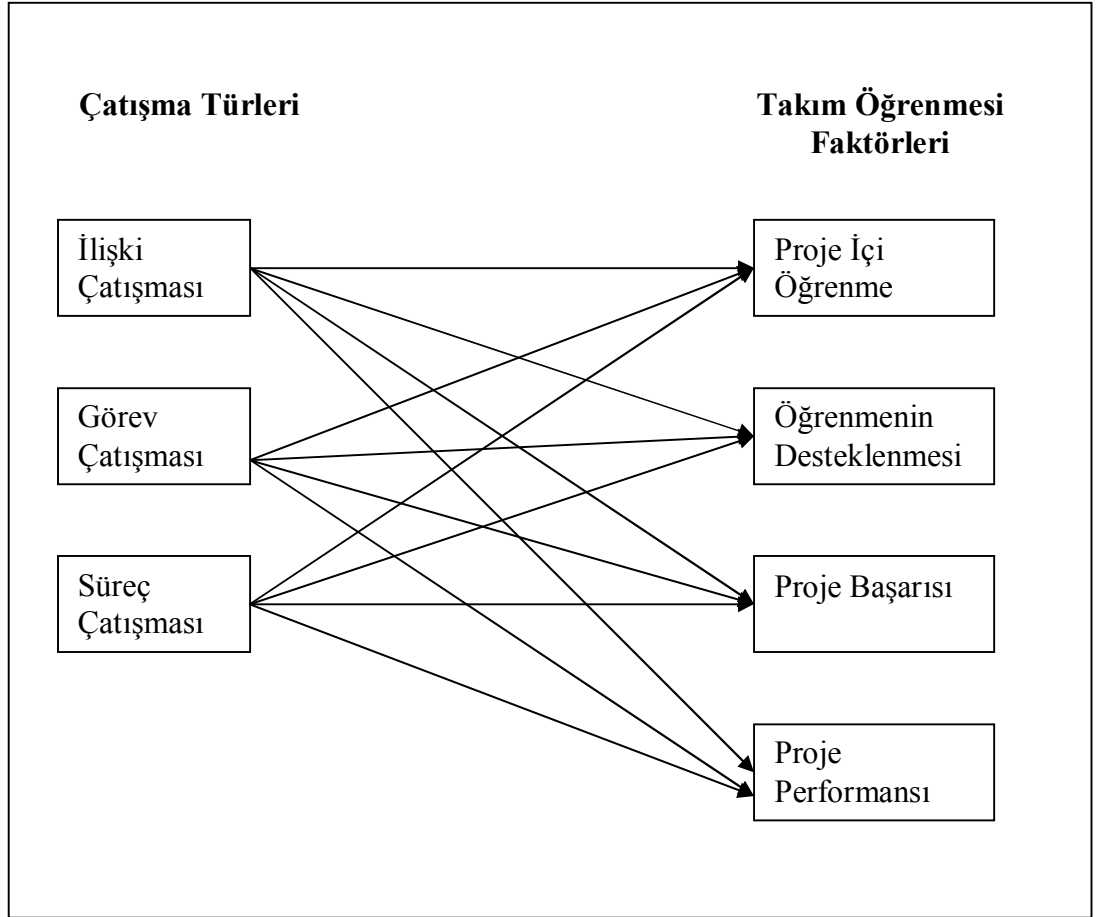 Çatışma Türleri
Takım Öğrenmesi
Faktörleri
İlişki
Çatışması
Görev
Çatışması
Süreç
Çatışması
Proje İçi
Öğrenme
Öğrenmenin
Desteklenmesi
Proje Başarısı
Proje
Performansı